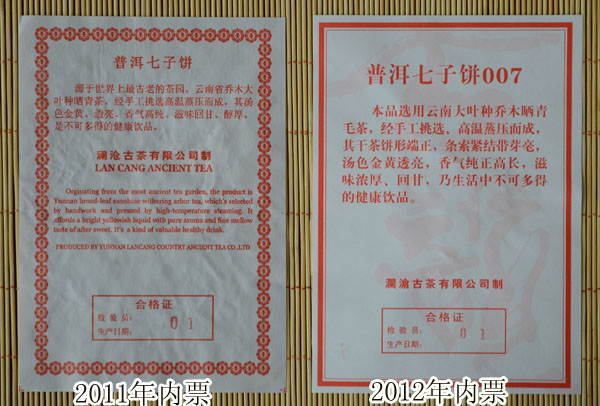 普洱七子饼
源于世界上最古老的茶园，云南省乔木大
叶种晒青茶，经手工挑选高温蒸压而成，其汤
色金黄、透亮、香气高纯、滋味回甘、醇厚，
是不可多得的健康饮品。
澜沧古茶有限公司制
LAN CANG ANCIENT TEA
Orginating from the most ancient tea garden, the product is
Yunnan broad-leaf sunshine withering arbor tea, which's selected
by handwork and pressed by high-temperature steaming. It
affords a bright yellowish liquid with pure aroma and fine mellow
taste of after sweet. It's a kind of valuable healthy drink.
PRODUCED BY YUNNAN LANCANG COUNTRY ANCIENT TEA CO.,LTD
合格证
检验员：
生产日期：
01
2011年内票
普洱七子饼007
本品选用云南大叶种乔木晒青
毛茶，经手工挑选，高温蒸压而成，
其干茶饼形端正，条索紧结带芽毫，
汤色金黄透亮，香气纯正高长，滋
味浓厚、回甘，乃生活中不可多得
的健康饮品。
澜沧古茶有限公司制
合格证
检验员：
生产日期：
01
2012年内票